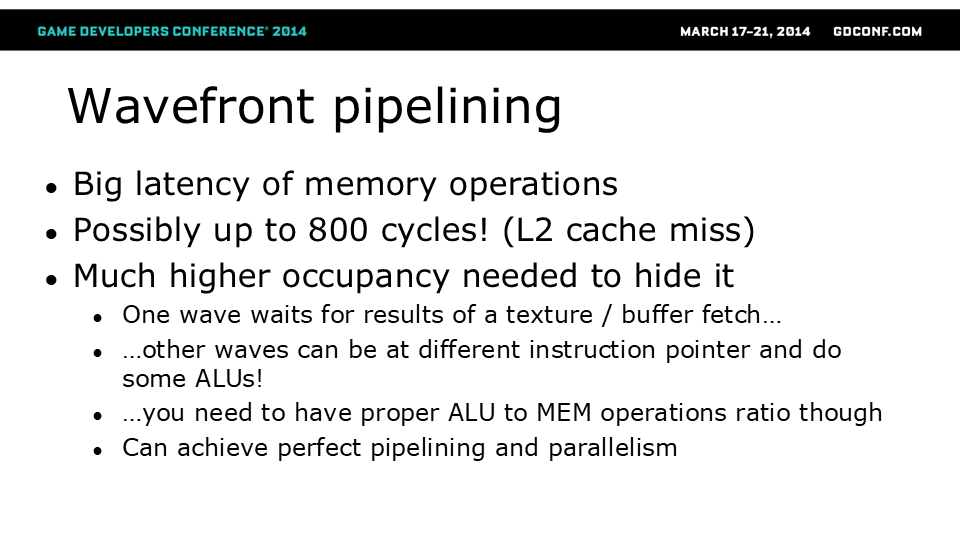 GAME DEVELOPERS CONFERENCE® 2014
MARCH 17–21, 2014 GDCONF.COM
Wavefront pipelining
● Big latency of memory operations
● Possibly up to 800 cycles! (L2 cache miss)
● Much higher occupancy needed to hide it
● One wave waits for results of a texture / buffer fetch…
● …other waves can be at different instruction pointer and do
some ALUs!
● …you need to have proper ALU to MEM operations ratio though
● Can achieve perfect pipelining and parallelism